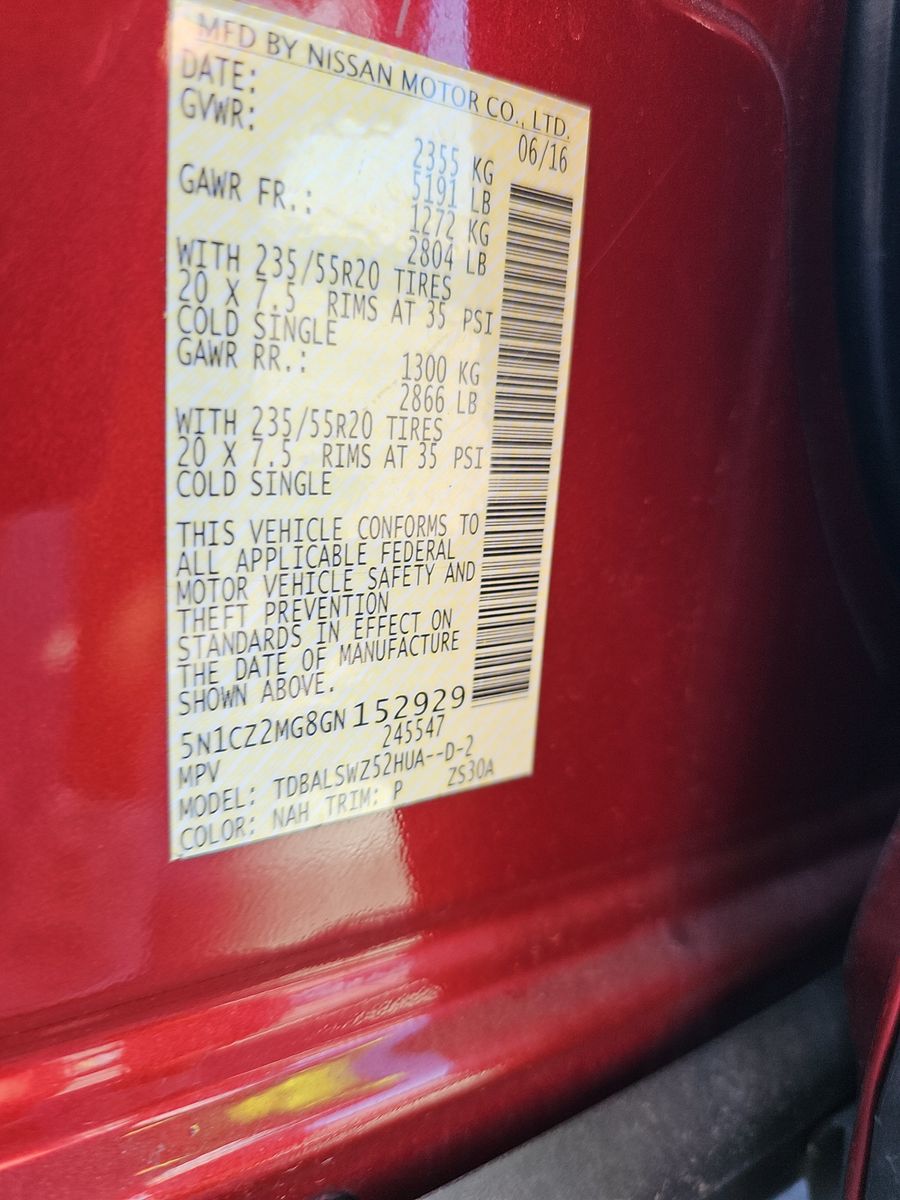 MFD BY NISSAN MOTOR CO., LTD.
DATE: 06/16
GVWR: 2355 KG
5191 LB
GAWR FR.: 1272 KG
2804 LB
WITH 235/55R20 TIRES
20 X 7.5 RIMS AT 35 PSI
COLD SINGLE
GAWR RR.: 1300 KG
2866 LB
WITH 235/55R20 TIRES
20 X 7.5 RIMS AT 35 PSI
COLD SINGLE
THIS VEHICLE CONFORMS TO
ALL APPLICABLE FEDERAL
MOTOR VEHICLE SAFETY AND
THEFT PREVENTION
STANDARDS IN EFFECT ON
THE DATE OF MANUFACTURE
SHOWN ABOVE.
5N1CZ2MG8GN152929
MPV 245547
MODEL: TDBALSWZ52HUA--D-2
COLOR: NAH TRIM: P ZS30A